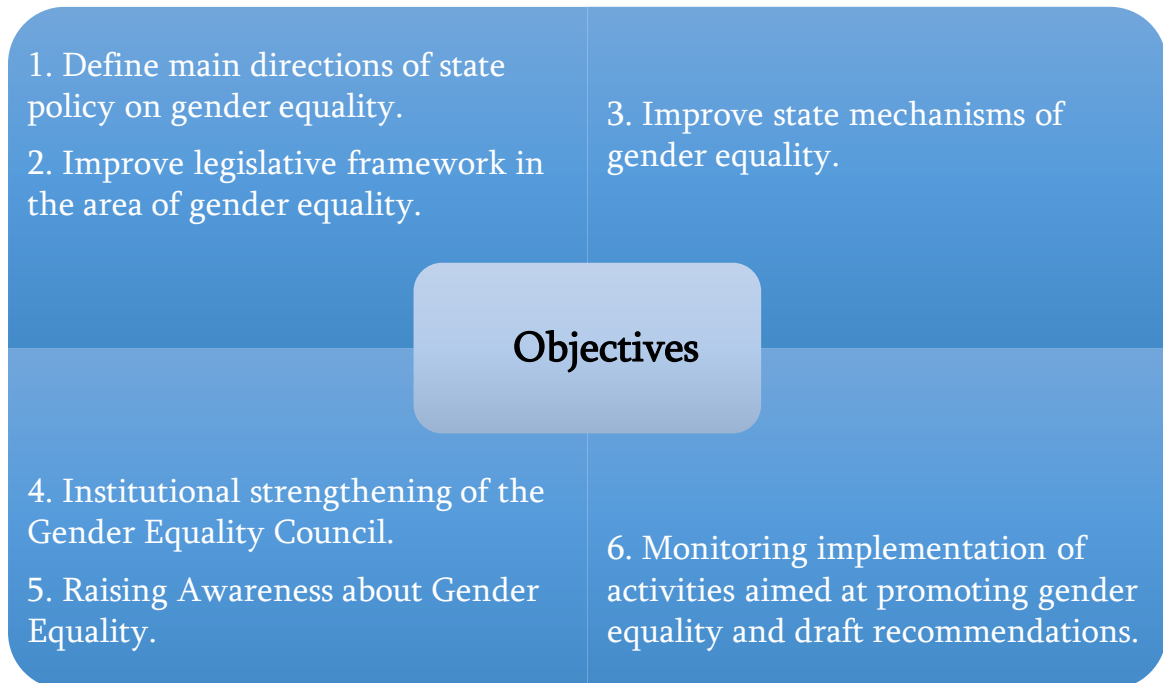 1. Define main directions of state
policy on gender equality.
2. Improve legislative framework in
the area of gender equality.
3. Improve state mechanisms of
gender equality.
Objectives
4. Institutional strengthening of the
Gender Equality Council.
5. Raising Awareness about Gender
Equality.
6. Monitoring implementation of
activities aimed at promoting gender
equality and draft recommendations.